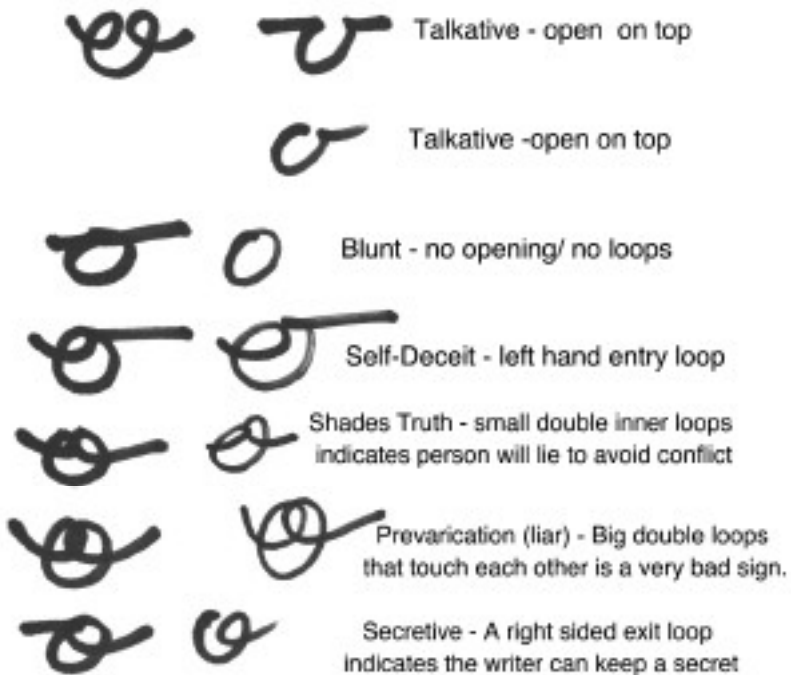 Talkative - open on top
Talkative -open on top
Blunt - no opening/ no loops
Self-Deceit - left hand entry loop
Shades Truth - small double inner loops
indicates person will lie to avoid conflict
Prevarication (liar) - Big double loops
that touch each other is a very bad sign.
Secretive - A right sided exit loop
indicates the writer can keep a secret